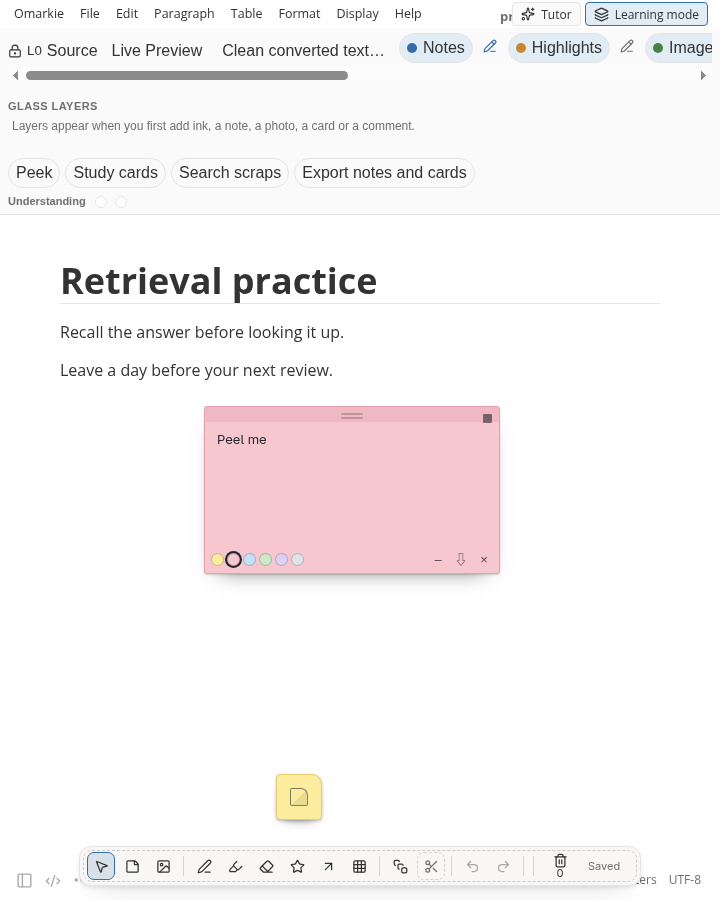 Omarkie File Edit Paragraph Table Format Display Help
Tutor Learning mode
L0 Source Live Preview Clean converted text… Notes Highlights Image
GLASS LAYERS
Layers appear when you first add ink, a note, a photo, a card or a comment.
Peek Study cards Search scraps Export notes and cards
Understanding
Retrieval practice
Recall the answer before looking it up.
Leave a day before your next review.
Peel me
0 Saved
UTF-8